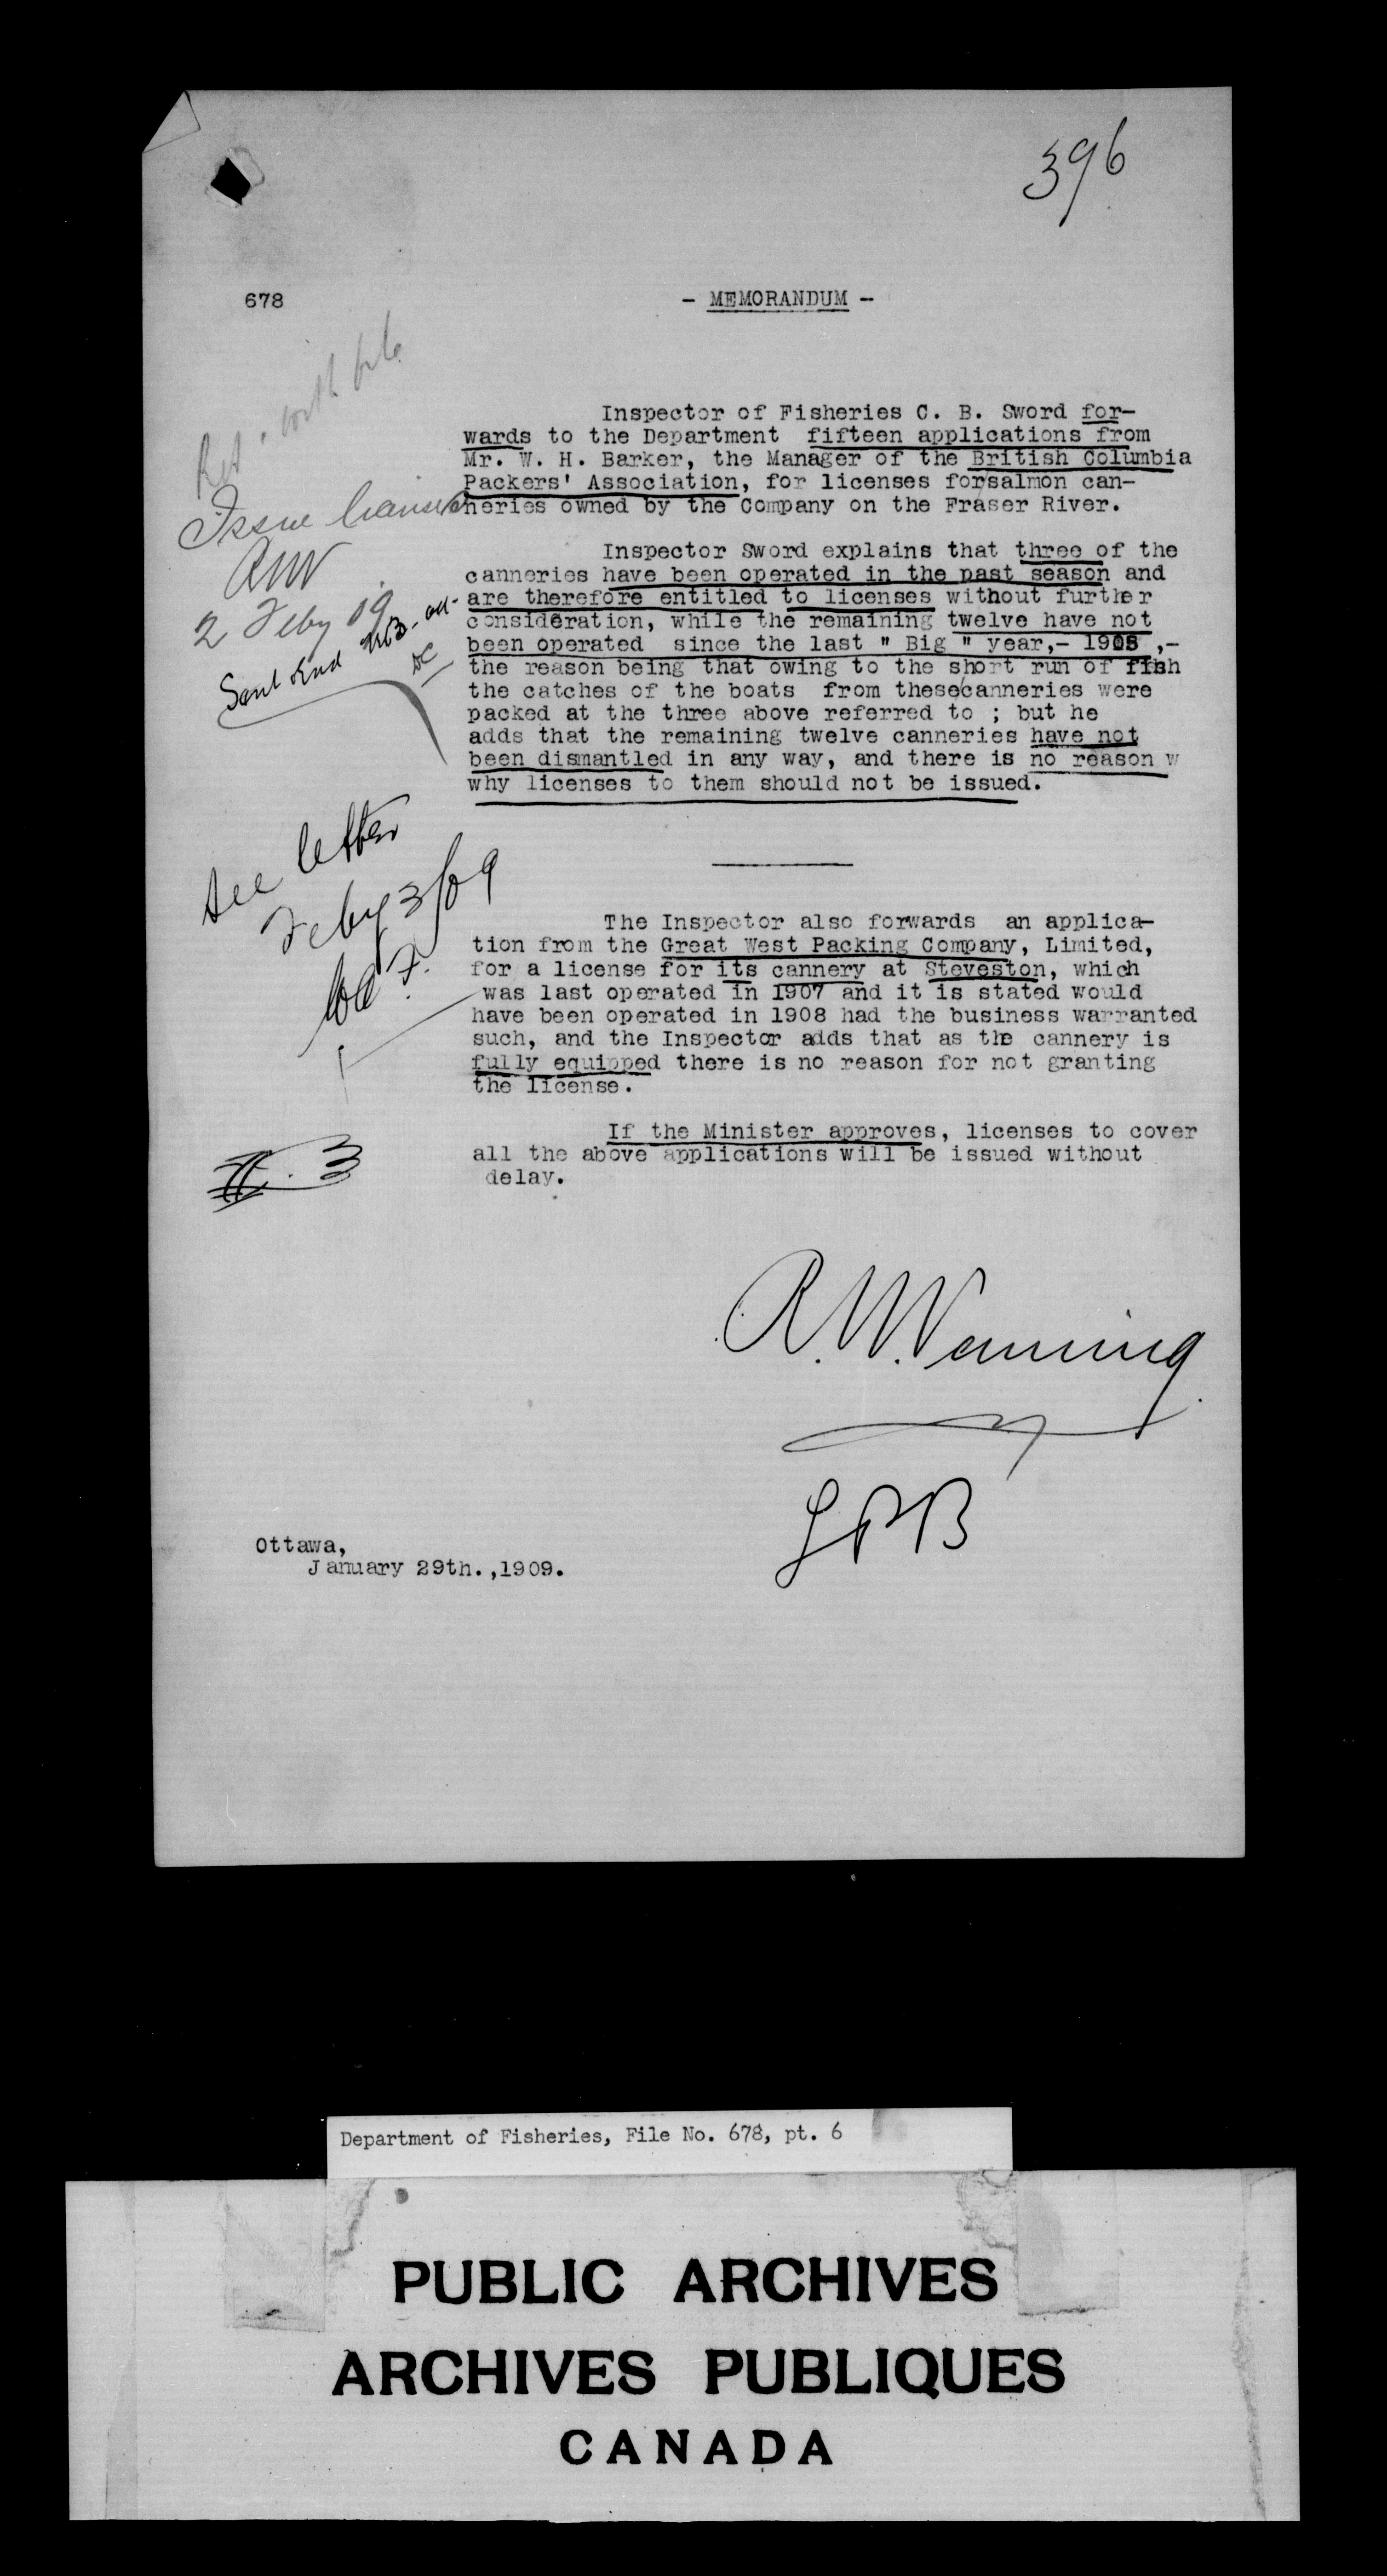 396
678
- MEMORANDUM -
Inspector of Fisheries C. B. Sword for-
wards to the Department fifteen applications from
Mr. W. H. Barker, the Manager of the British Columbia
Packers' Association, for licenses forsalmon can-
neries owned by the Company on the Fraser River.
Inspector Sword explains that three of the
canneries have been operated in the past season and
are therefore entitled to licenses without further
consideration, while the remaining twelve have not
been operated since the last " Big " year,- 1905 ,-
the reason being that owing to the short run of fish
the catches of the boats from thesecanneries were
packed at the three above referred to ; but he
adds that the remaining twelve canneries have not
been dismantled in any way, and there is no reason w
why licenses to them should not be issued.
The Inspector also forwards an applica-
tion from the Great West Packing Company, Limited,
for a license for its cannery at Steveston, which
was last operated in 1907 and it is stated would
have been operated in 1908 had the business warranted
such, and the Inspector adds that as the cannery is
fully equipped there is no reason for not granting
the license.
If the Minister approves, licenses to cover
all the above applications will be issued without
delay.
with file
Issue
RNV
2 Feby 09
See letter
Feby 3/09
3
R. N. Venning
LPB
Ottawa,
January 29th.,1909.
Department of Fisheries, File No. 678, pt. 6
PUBLIC ARCHIVES
ARCHIVES PUBLIQUES
CANADA